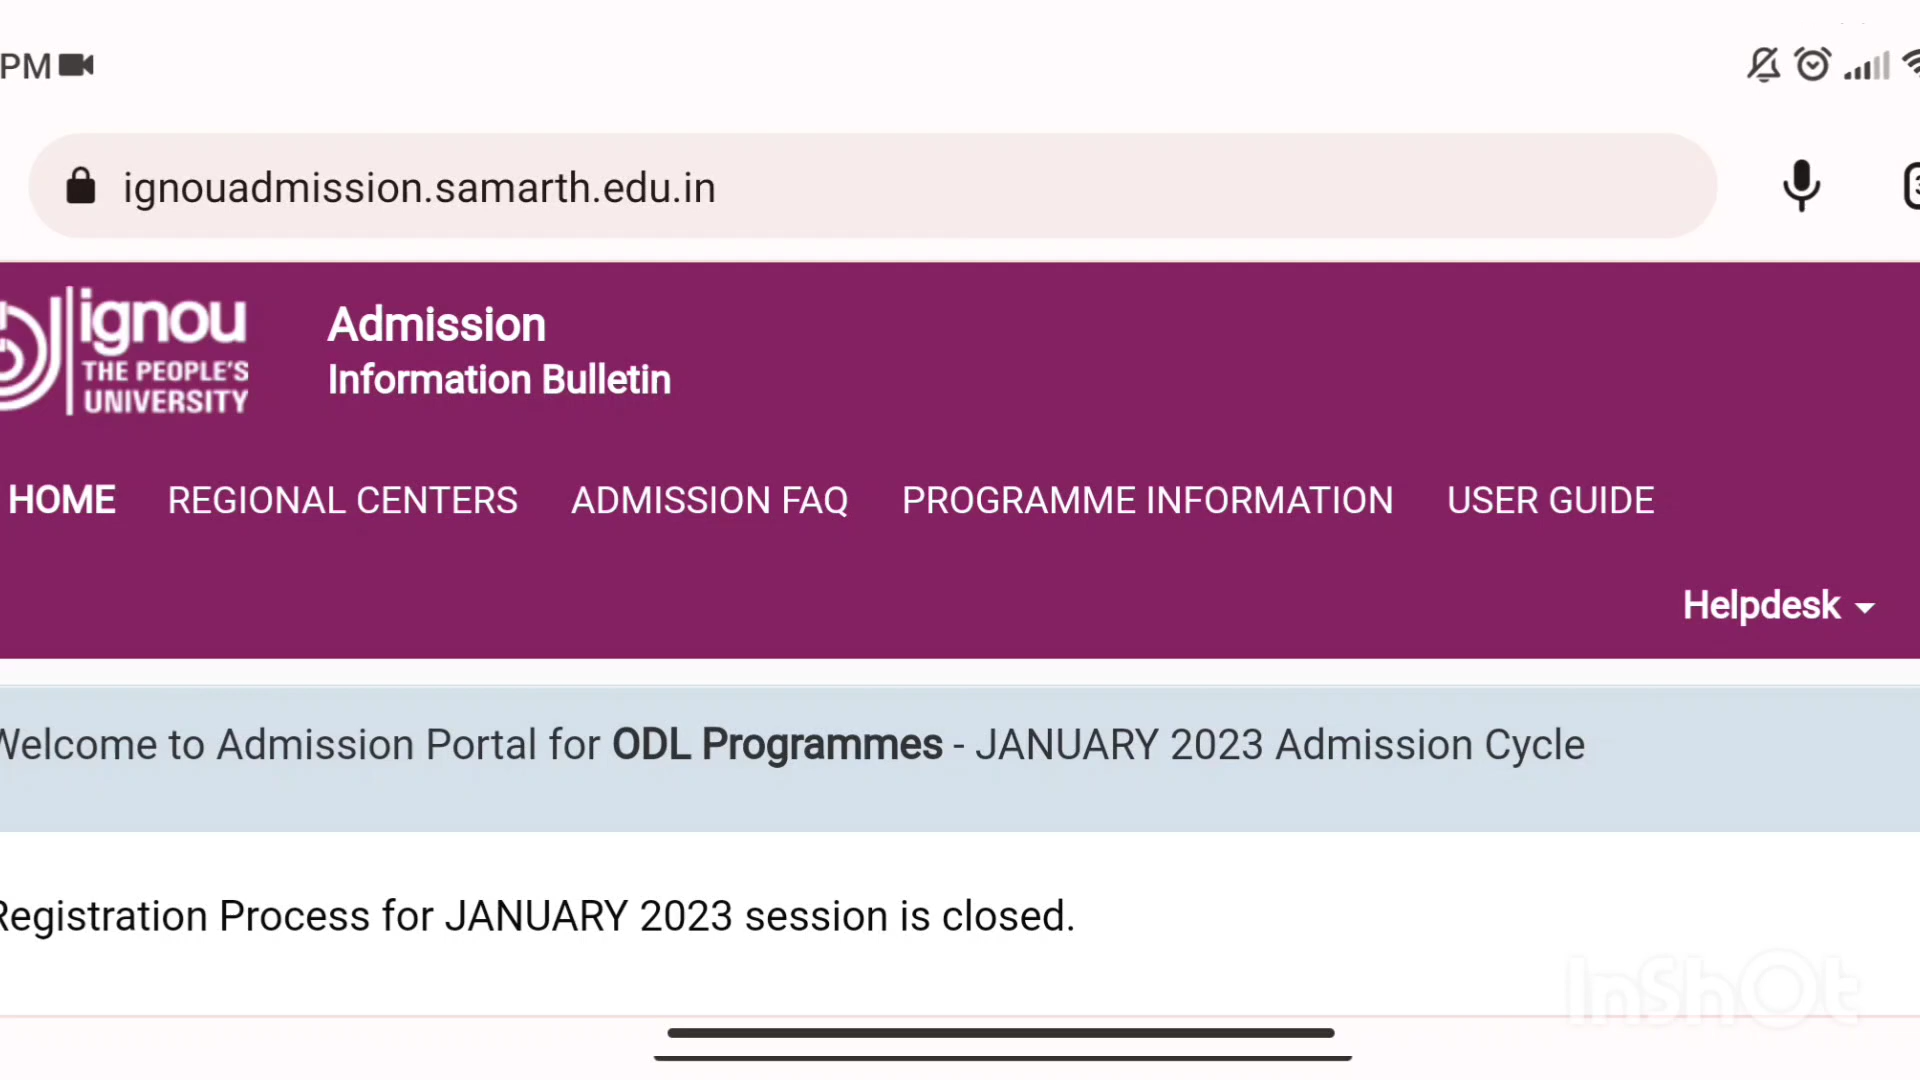 PM
ignouadmission.samarth.edu.in
ignou
THE PEOPLE'S
UNIVERSITY
Admission
Information Bulletin
HOME REGIONAL CENTERS ADMISSION FAQ PROGRAMME INFORMATION USER GUIDE
Helpdesk
Welcome to Admission Portal for ODL Programmes - JANUARY 2023 Admission Cycle
Registration Process for JANUARY 2023 session is closed.
InShOt